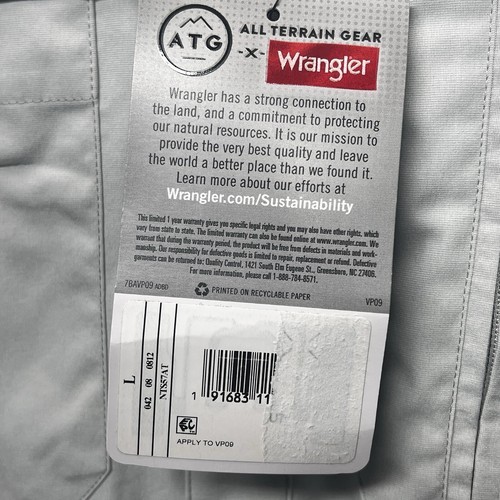 ATG
ALL TERRAIN GEAR
-X-
Wrangler
Wrangler has a strong connection to
the land, and a commitment to protecting
our natural resources. It is our mission to
provide the very best quality and leave
the world a better place than we found it.
Learn more about our efforts at
Wrangler.com/Sustainability
This limited 1 year warranty gives you specific legal rights and you may also have other rights, which
vary from state to state. The limited warranty can also be found online at www.wrangler.com. We
warrant that during the warranty period, the product will be free from defects in materials and work-
manship. Our responsibility for defective goods is limited to repair, replacement or refund. Defective
garments can be returned to: Quality Control, 1421 South Elm Eugene St., Greensboro, NC 27406.
For more information, please call 1-888-784-8571.
7BAVP09 ADBD
PRINTED ON RECYCLABLE PAPER
VP09
L
042 08 0812
NTS57AT
1 91683 11
APPLY TO VP09